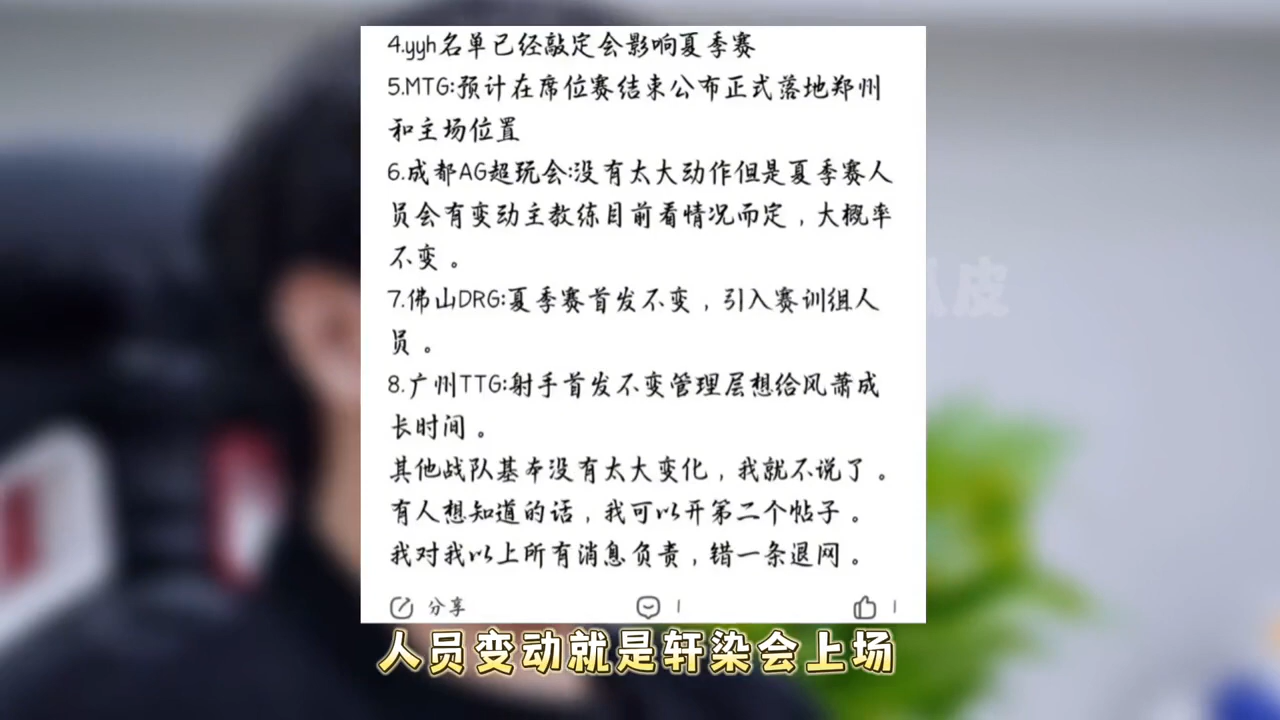 4.yyh名单已经敲定会影响夏季赛
5.MTG:预计在席位赛结束公布正式落地郑州
和主场位置
6.成都AG超玩会:没有太大动作但是夏季赛人
员会有变动主教练目前看情况而定，大概率
不变。
7.佛山DRG:夏季赛首发不变，引入赛训组人
员。
8.广州TTG:射手首发不变管理层想给风萧成
长时间。
其他战队基本没有太大变化，我就不说了。
有人想知道的话，我可以开第二个帖子。
我对我以上所有消息负责，错一条退网。
分享 1 1
人员变动就是轩染会上场